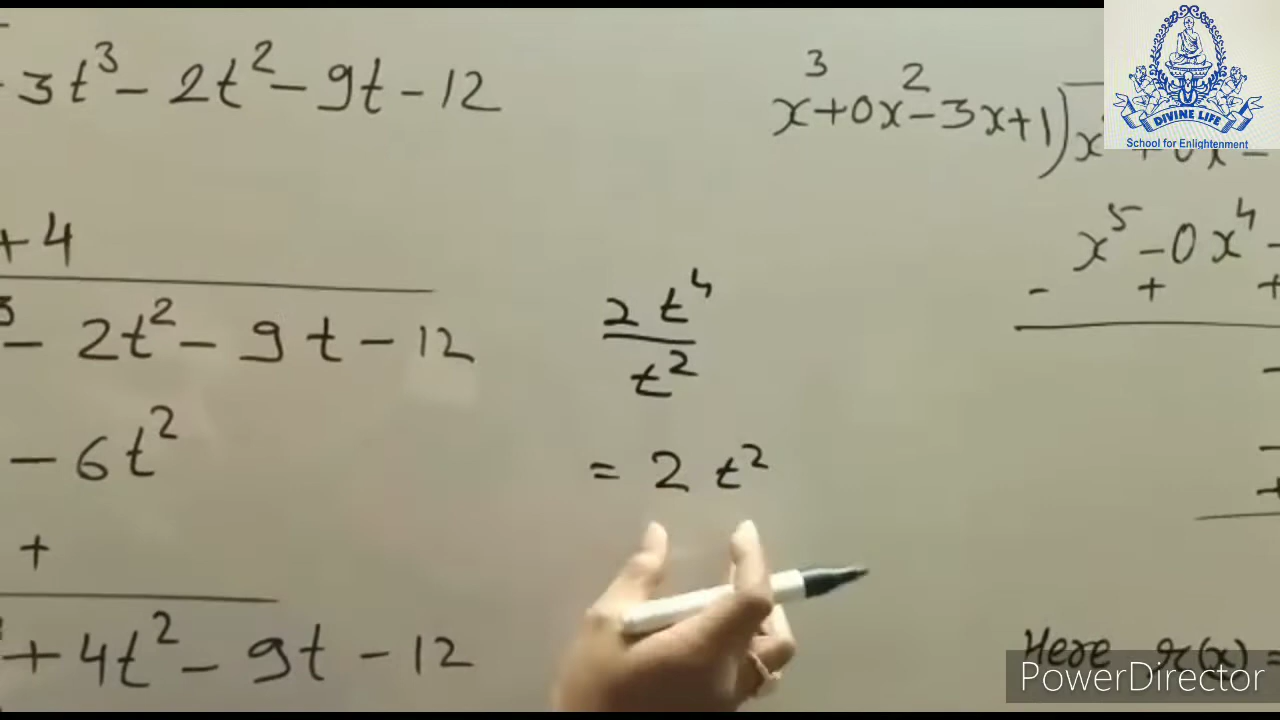 3t³ - 2t² - 9t - 12
+4
³ - 2t² - 9t - 12
- 6t²
+
+ 4t² - 9t - 12
2t⁴
t²
= 2t²
x³+0x²-3x+1)x
x⁵ - 0x⁴ -
- + +
-
-
+
Here r(x) =
DIVINE LIFE
School for Enlightenment
PowerDirector